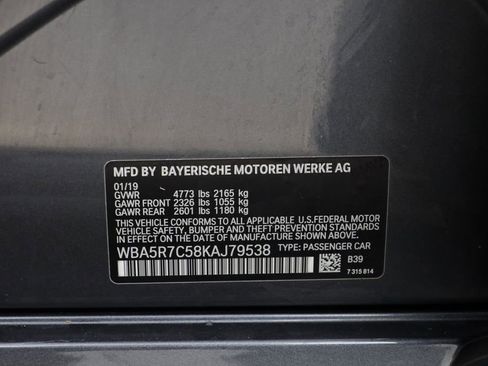 MFD BY BAYERISCHE MOTOREN WERKE AG
01/19
GVWR 4773 lbs 2165 kg
GAWR FRONT 2326 lbs 1055 kg
GAWR REAR 2601 lbs 1180 kg
THIS VEHICLE CONFORMS TO ALL APPLICABLE U.S.FEDERAL MOTOR
VEHICLE SAFETY, BUMPER AND THEFT PREVENTION STANDARDS
IN EFFECT ON THE DATE OF MANUFACTURE SHOWN ABOVE.
WBA5R7C58KAJ79538 TYPE: PASSENGER CAR
B39
7 315 814